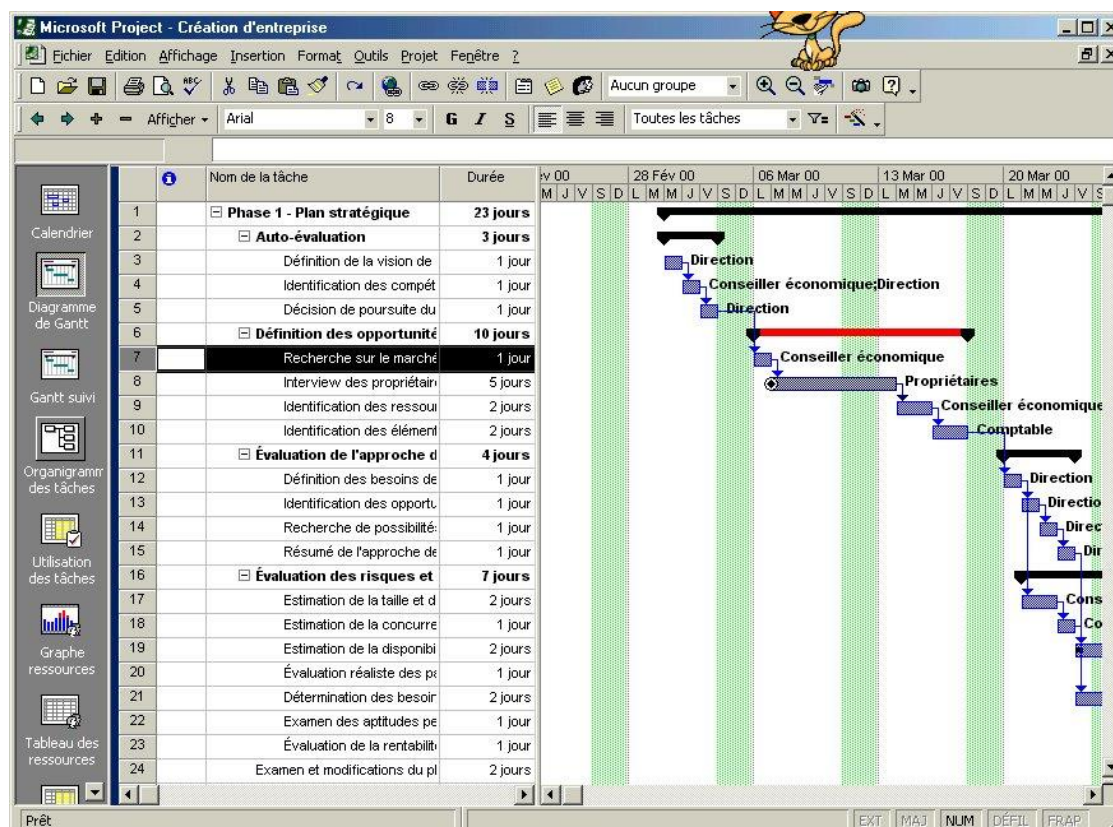 Microsoft Project - Création d'entreprise
Fichier Edition Affichage Insertion Format Outils Projet Fenêtre ?
Aucun groupe
Afficher Arial 8 G I S Toutes les tâches
Nom de la tâche Durée v 00 28 Fév 00 06 Mar 00 13 Mar 00 20 Mar 00
M J V S D L M M J V S D L M M J V S D L M M J V S D L M M J V S
Calendrier
Diagramme de Gantt
Gantt suivi
Organigramm des tâches
Utilisation des tâches
Graphe ressources
Tableau des ressources
1 Phase 1 - Plan stratégique 23 jours
2 Auto-évaluation 3 jours
3 Définition de la vision de 1 jour Direction
4 Identification des compét 1 jour Conseiller économique;Direction
5 Décision de poursuite du 1 jour Direction
6 Définition des opportunité 10 jours
7 Recherche sur le marché 1 jour Conseiller économique
8 Interview des propriétair 5 jours Propriétaires
9 Identification des ressour 2 jours Conseiller économique
10 Identification des élément 2 jours Comptable
11 Évaluation de l'approche d 4 jours
12 Définition des besoins de 1 jour Direction
13 Identification des opportu 1 jour Directio
14 Recherche de possibilité 1 jour Direc
15 Résumé de l'approche de 1 jour Dir
16 Évaluation des risques et 7 jours
17 Estimation de la taille et d 2 jours Cons
18 Estimation de la concurre 1 jour Co
19 Estimation de la disponibi 2 jours
20 Évaluation réaliste des pa 1 jour
21 Détermination des besoin 2 jours
22 Examen des aptitudes pe 1 jour
23 Évaluation de la rentabilit 1 jour
24 Examen et modifications du pl 2 jours
Prêt EXT MAJ NUM DÉFIL FRAP